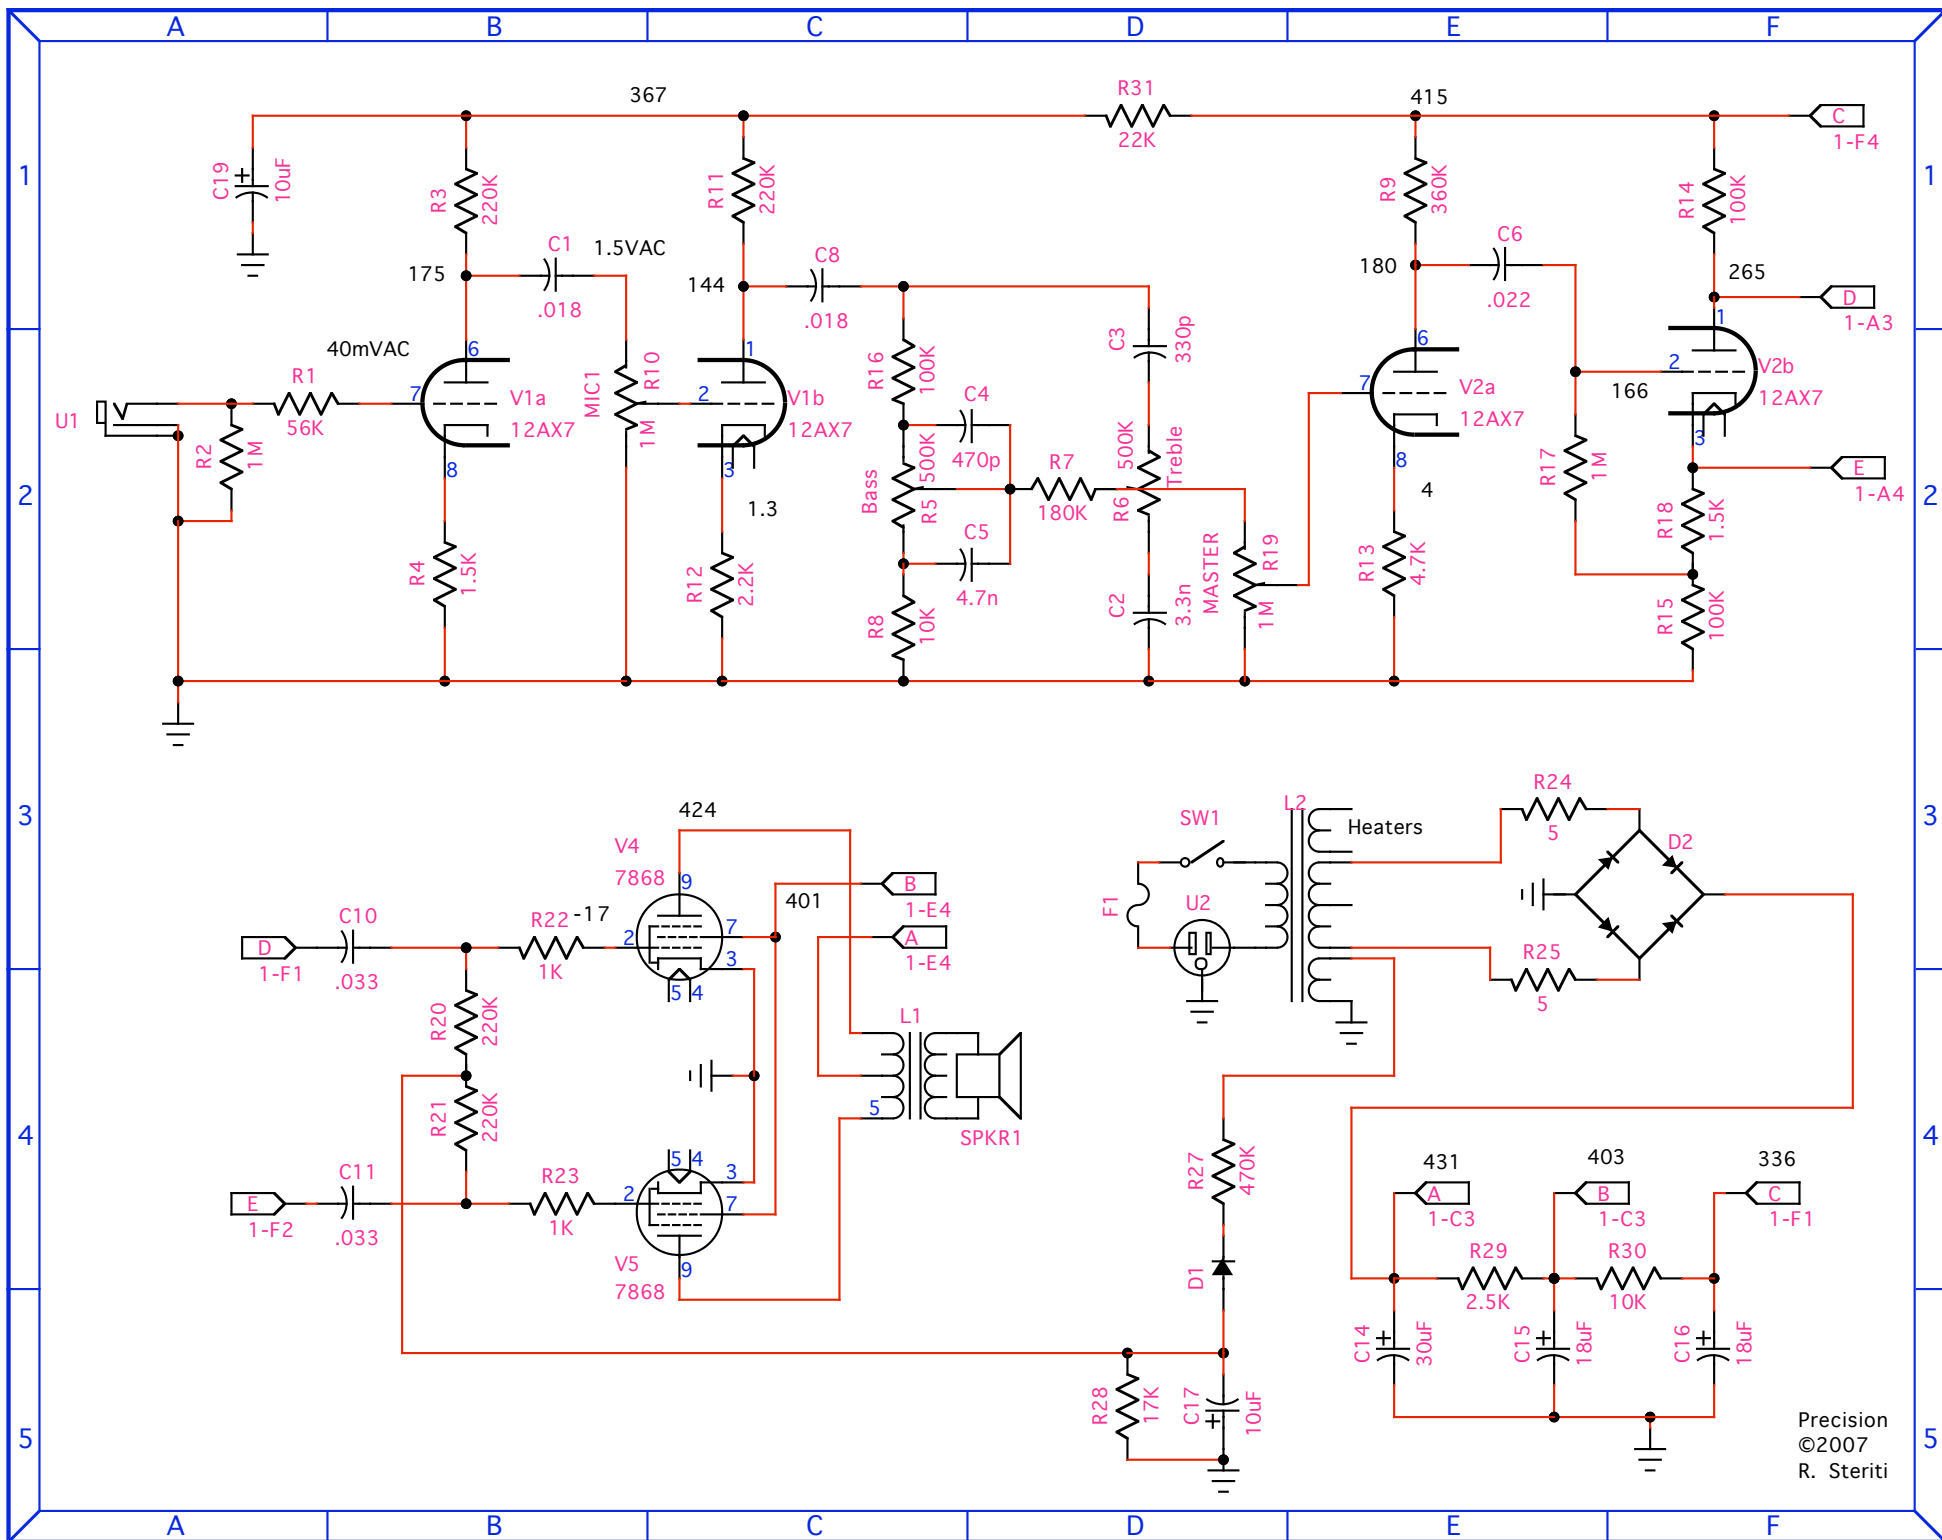 A B C D E F
1
367
R31
22K
415
C
1-F4
1
C19
10uF
R3
220K
R11
220K
R9
360K
R14
100K
C1
1.5VAC
.018
175
C8
.018
144
C6
.022
180
265
D
1-A3
40mVAC
U1
R1
56K
R2
1M
7
6
8
V1a
12AX7
MIC1
R10
1M
2
1
3
V1b
12AX7
1.3
R16
100K
C4
470p
C3
330p
Bass
500K
R5
R7
180K
500K
R6
Treble
7
6
8
V2a
12AX7
4
166
2
1
3
V2b
12AX7
E
1-A4
2
2
R4
1.5K
R12
2.2K
C5
4.7n
R8
10K
C2
3.3n
MASTER
R19
1M
R13
4.7K
R17
1M
R18
1.5K
R15
100K
3
3
424
V4
7868
9
B
1-E4
401
A
1-E4
SW1
F1
U2
L2
Heaters
R24
5
D2
R25
5
D
1-F1
C10
.033
R22
-17
1K
2
7
3
5 4
R20
220K
R21
220K
L1
5
SPKR1
4
4
E
1-F2
C11
.033
R23
1K
5 4
2
3
7
V5
7868
9
R27
470K
D1
431
A
1-C3
403
B
1-C3
336
C
1-F1
R29
2.5K
R30
10K
C14
30uF
C15
18uF
C16
18uF
R28
17K
C17
10uF
5
5
Precision
©2007
R. Steriti
A B C D E F